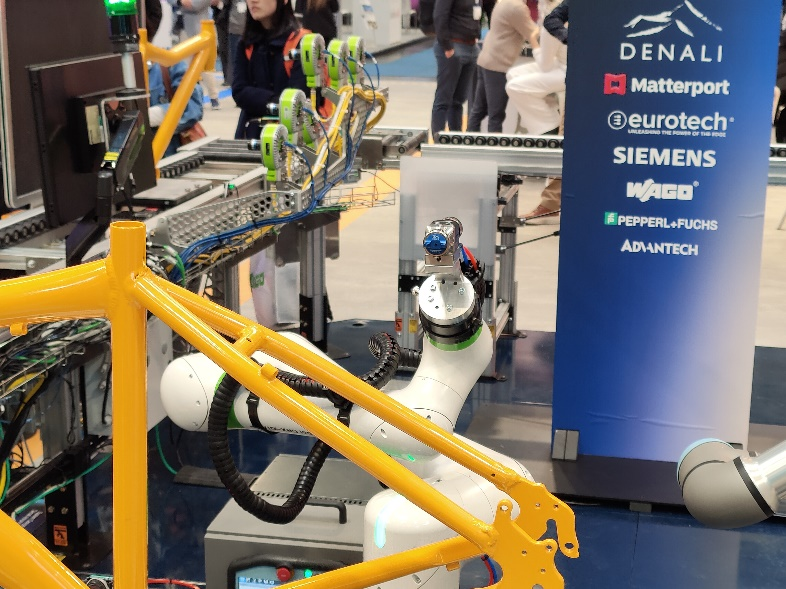 DENALI
Matterport
eurotech
UNLEASHING THE POWER OF THE EDGE
SIEMENS
WAGO
PEPPERL+FUCHS
ADVANTECH